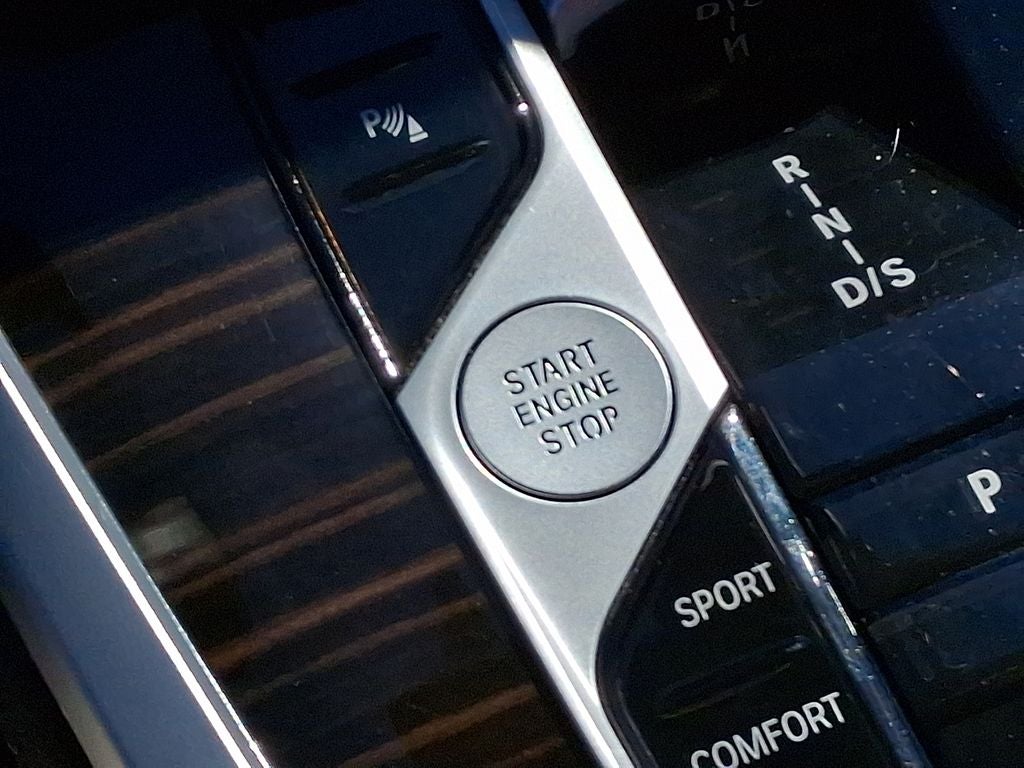 P
R
I
N
I
D/S
START
ENGINE
STOP
P
SPORT
COMFORT